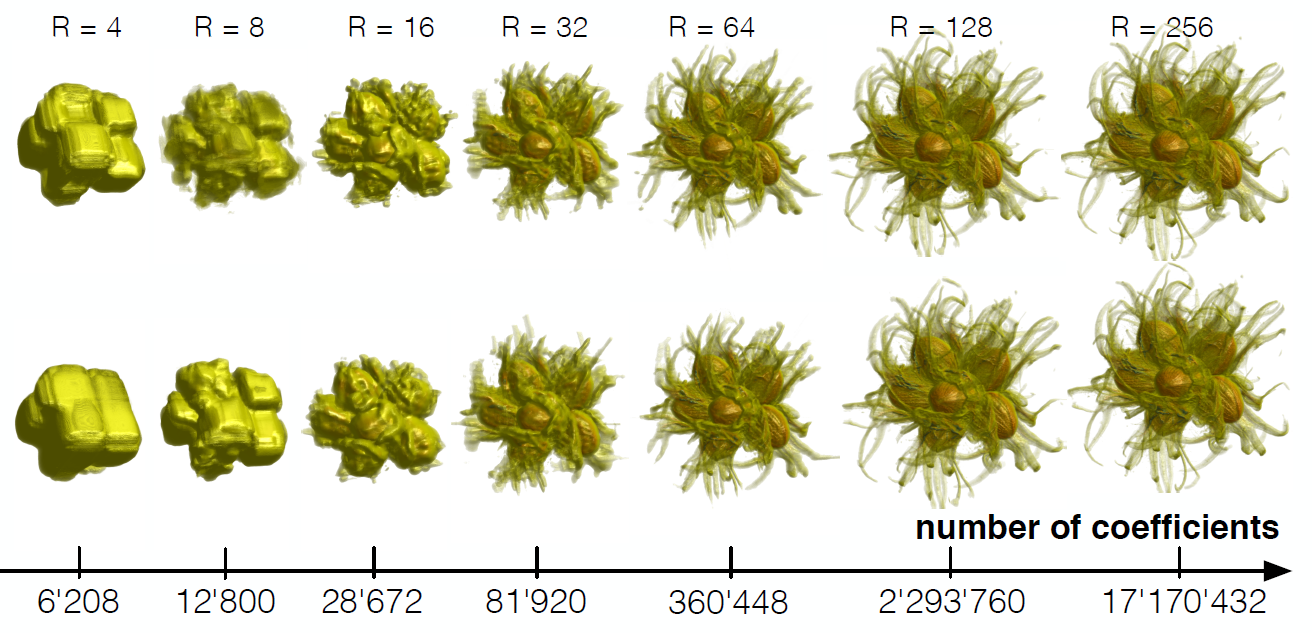 R = 4 R = 8 R = 16 R = 32 R = 64 R = 128 R = 256
number of coefficients
6'208 12'800 28'672 81'920 360'448 2'293'760 17'170'432